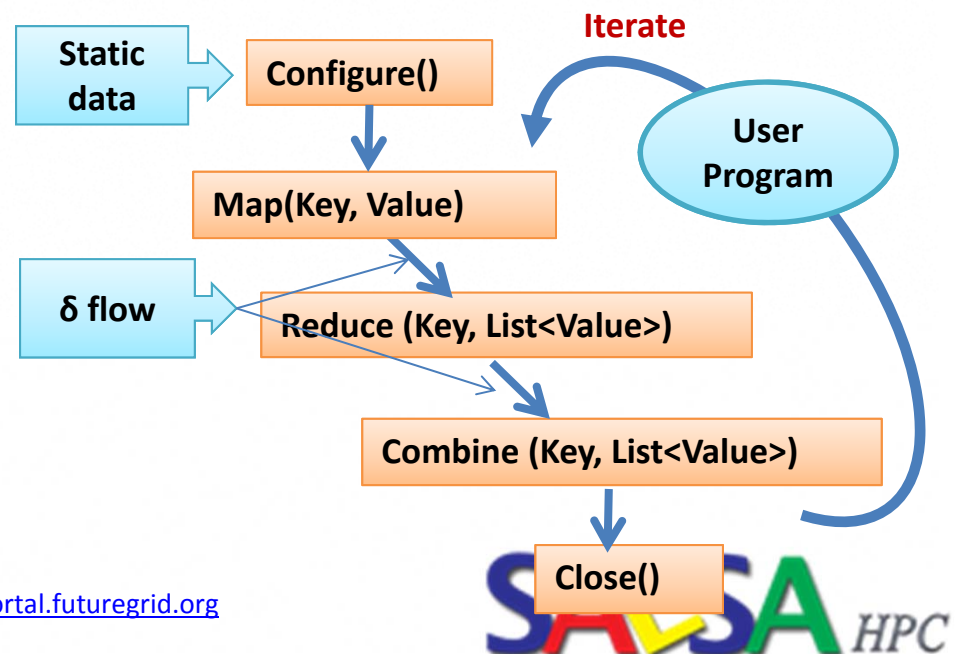 Iterate
Static
data
Configure()
User
Program
Map(Key, Value)
δ flow
Reduce (Key, List<Value>)
Combine (Key, List<Value>)
Close()
ortal.futuregrid.org
SALSA HPC